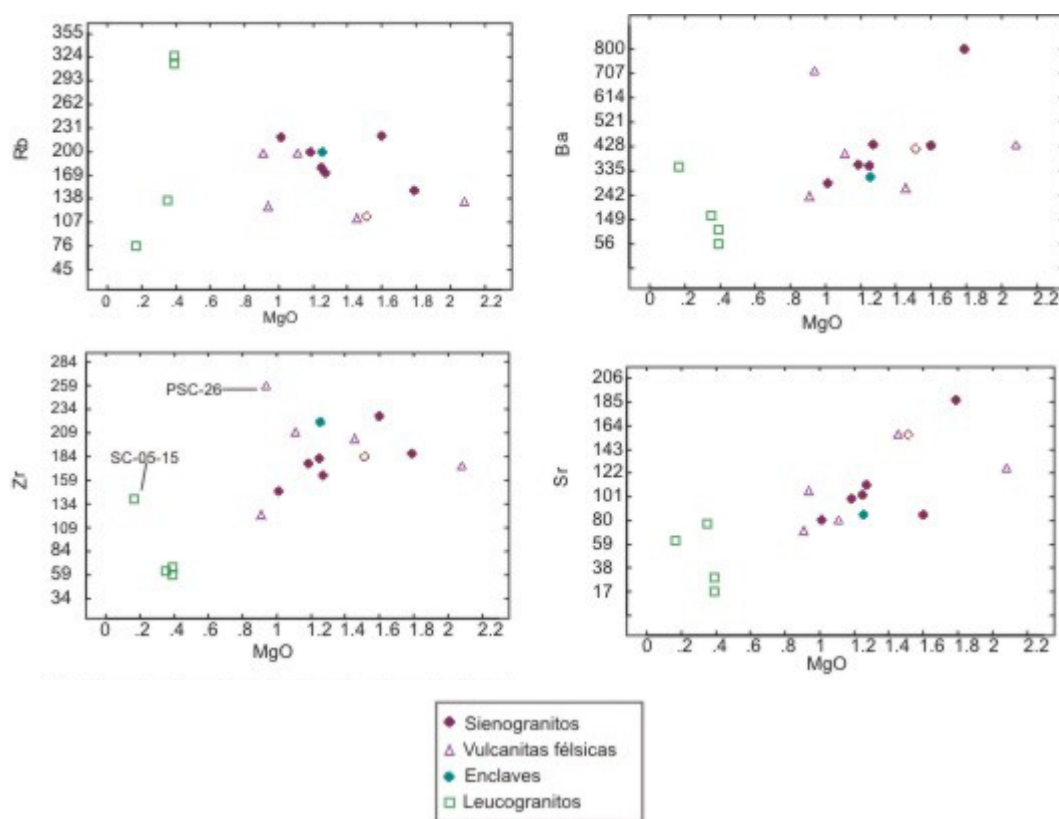 355
324
293
262
231
200
169
138
107
76
45
Rb
0 .2 .4 .6 .8 1 1.2 1.4 1.6 1.8 2 2.2
MgO
800
707
614
521
428
335
242
149
56
Ba
0 .2 .4 .6 .8 1 1.2 1.4 1.6 1.8 2 2.2
MgO
284
259
234
209
184
159
134
109
84
59
34
Zr
PSC-26
SC-05-15
0 .2 .4 .6 .8 1 1.2 1.4 1.6 1.8 2 2.2
MgO
206
185
164
143
122
101
80
59
38
17
Sr
0 .2 .4 .6 .8 1 1.2 1.4 1.6 1.8 2 2.2
MgO
Sienogranitos
Vulcanitas félsicas
Enclaves
Leucogranitos